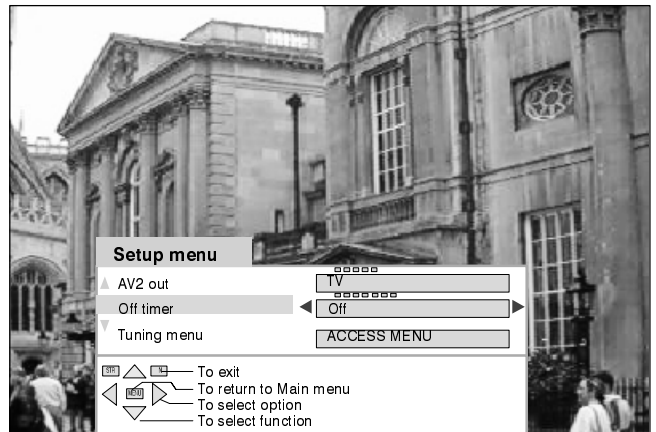 Setup menu
AV2 out TV
Off timer Off
Tuning menu ACCESS MENU
STR N To exit
MENU To return to Main menu
To select option
To select function